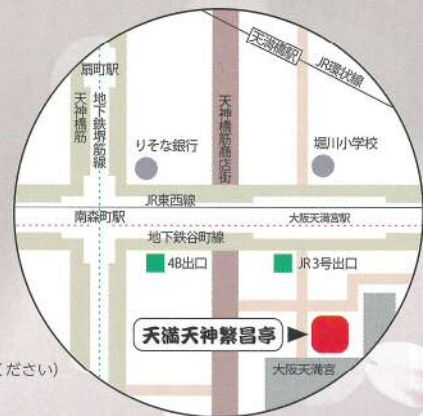 天満橋駅
JR環状線
扇町駅
天神橋筋
地下鉄堺筋線
天神橋筋商店街
りそな銀行
堀川小学校
JR東西線
南森町駅
大阪天満宮駅
地下鉄谷町線
4B出口
JR3号出口
天満天神繁昌亭
大阪天満宮
ください)